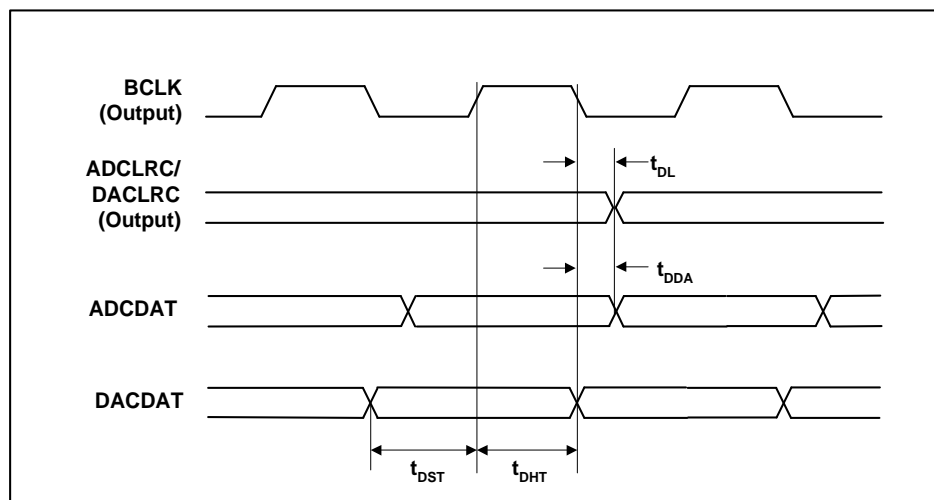 BCLK
(Output)
ADCLRC/
DACLRC
(Output)
tDL
tDDA
ADCDAT
DACDAT
tDST
tDHT